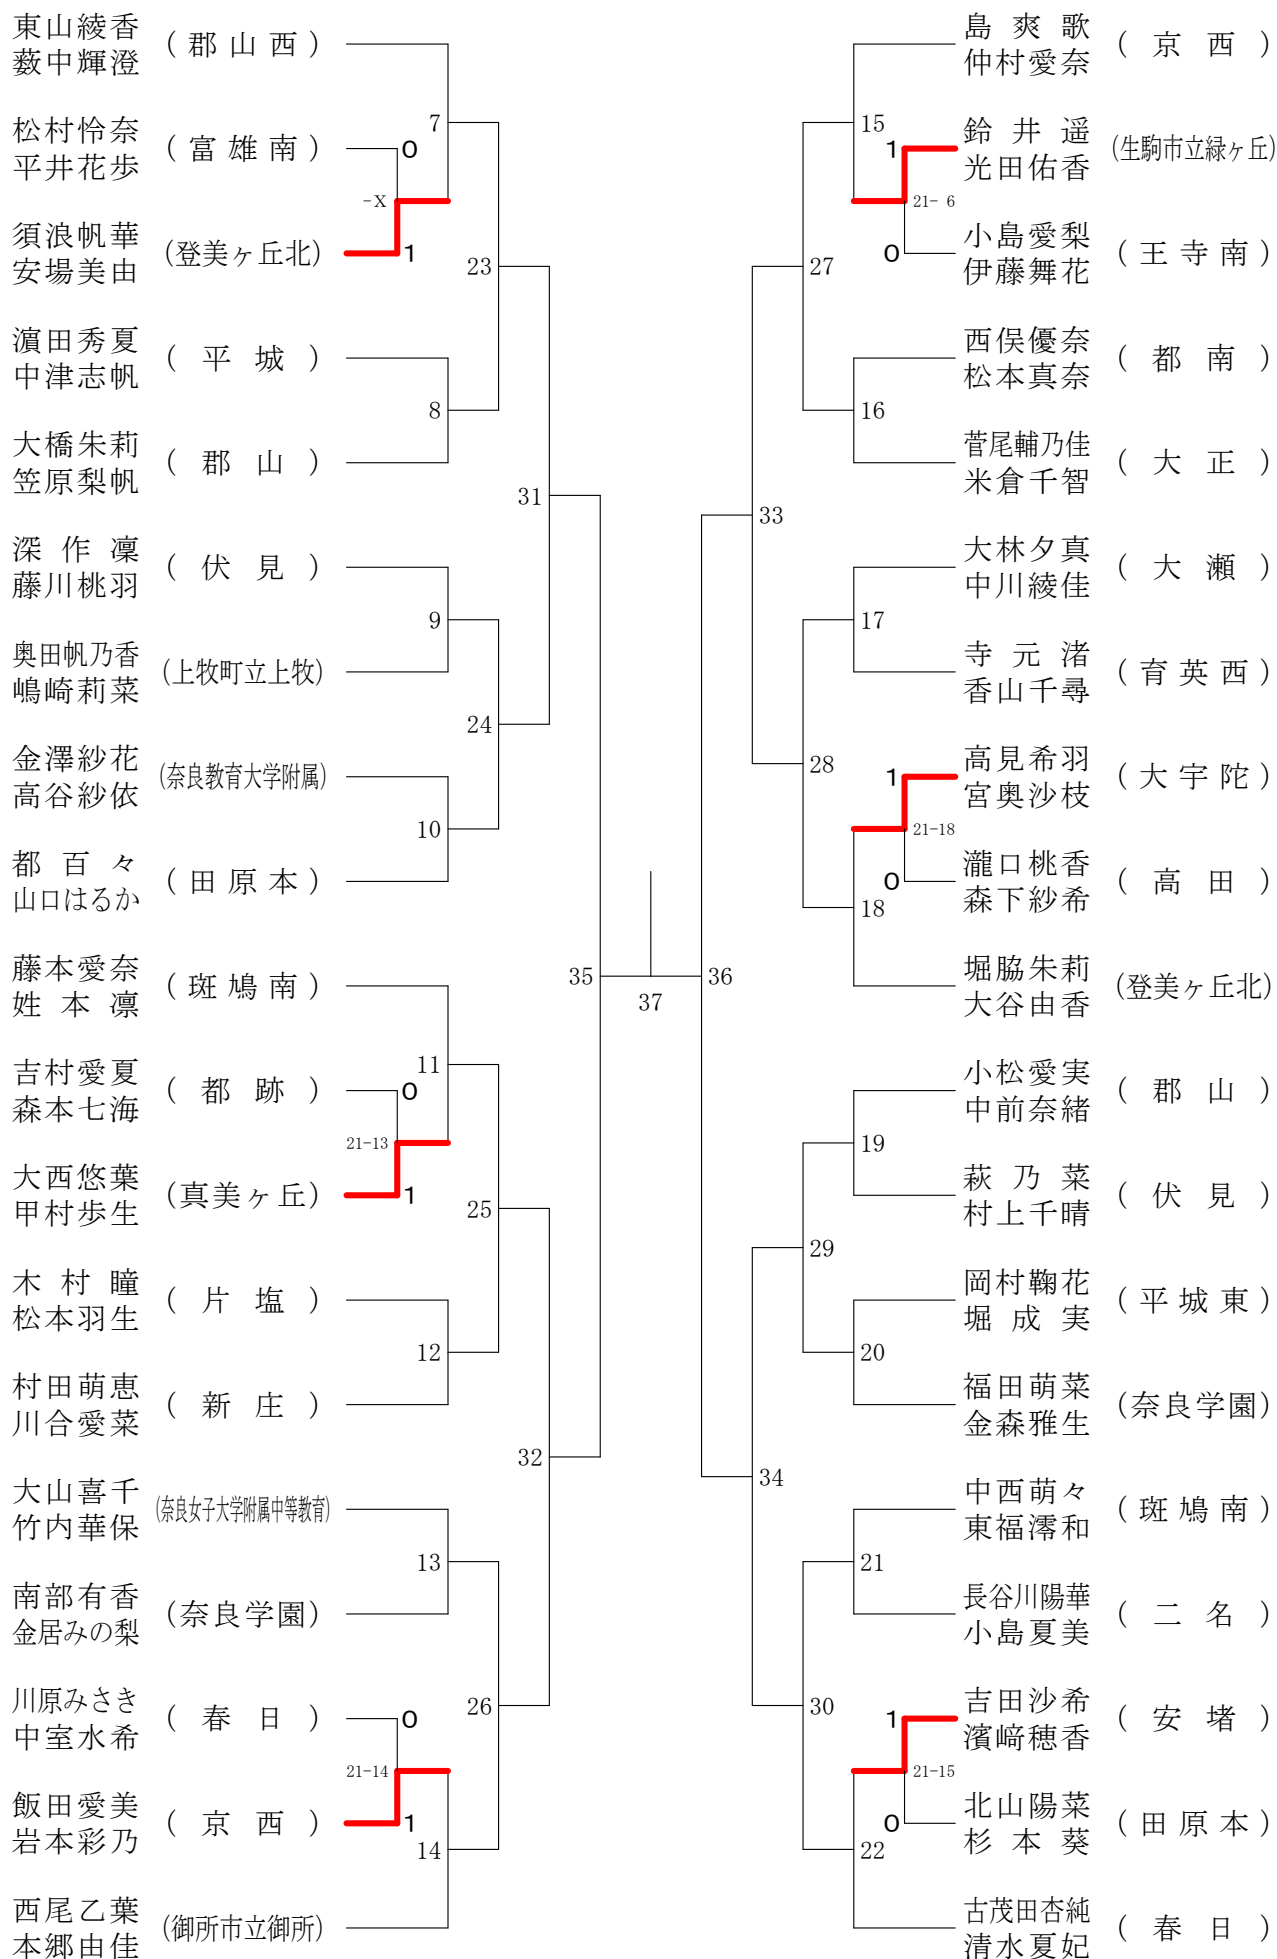 東山綾香
藪中輝澄
(郡山西)
7
松村怜奈
平井花歩
(富雄南)
0
-X
須浪帆華
安場美由
(登美ヶ丘北)
1
23
濵田秀夏
中津志帆
(平城)
8
大橋朱莉
笠原梨帆
(郡山)
31
深作凜
藤川桃羽
(伏見)
9
奥田帆乃香
嶋崎莉菜
(上牧町立上牧)
24
金澤紗花
高谷紗依
(奈良教育大学附属)
10
都百々
山口はるか
(田原本)
藤本愛奈
姓本凛
(斑鳩南)
35
11
吉村愛夏
森本七海
(都跡)
0
21-13
大西悠葉
甲村歩生
(真美ヶ丘)
1
25
木村瞳
松本羽生
(片塩)
12
村田萌恵
川合愛菜
(新庄)
32
大山喜千
竹内華保
(奈良女子大学附属中等教育)
13
南部有香
金居みの梨
(奈良学園)
26
川原みさき
中室水希
(春日)
0
21-14
飯田愛美
岩本彩乃
(京西)
1
14
西尾乙葉
本郷由佳
(御所市立御所)
37
36
島爽歌
仲村愛奈
(京西)
15
鈴井遥
光田佑香
(生駒市立緑ヶ丘)
1
21- 6
小島愛梨
伊藤舞花
(王寺南)
0
27
西俣優奈
松本真奈
(都南)
16
菅尾輔乃佳
米倉千智
(大正)
33
大林夕真
中川綾佳
(大瀬)
17
寺元渚
香山千尋
(育英西)
28
高見希羽
宮奥沙枝
(大宇陀)
1
21-18
瀧口桃香
森下紗希
(高田)
0
18
堀脇朱莉
大谷由香
(登美ヶ丘北)
小松愛実
中前奈緒
(郡山)
19
萩乃菜
村上千晴
(伏見)
29
岡村鞠花
堀成実
(平城東)
20
福田萌菜
金森雅生
(奈良学園)
34
中西萌々
東福澪和
(斑鳩南)
21
長谷川陽華
小島夏美
(二名)
30
吉田沙希
濱﨑穂香
(安堵)
1
21-15
北山陽菜
杉本葵
(田原本)
0
22
古茂田杏純
清水夏妃
(春日)